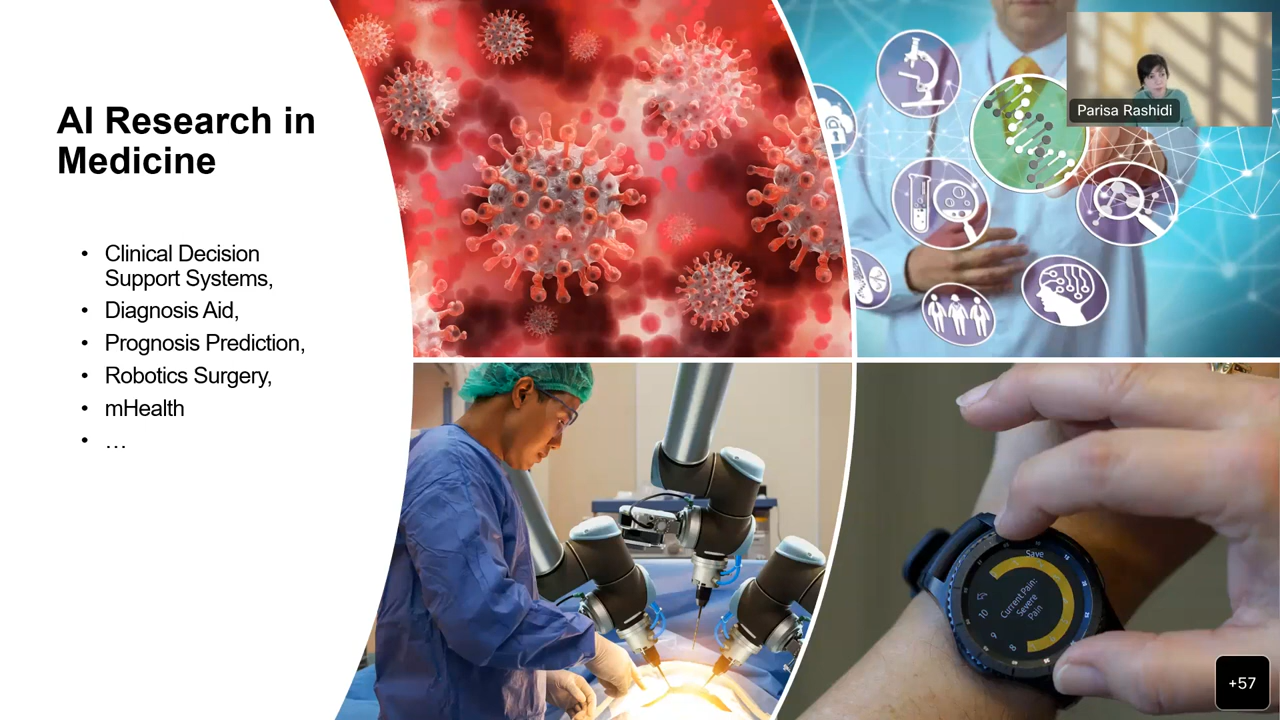 AI Research in
Medicine
• Clinical Decision
Support Systems,
• Diagnosis Aid,
• Prognosis Prediction,
• Robotics Surgery,
• mHealth
• …
Parisa Rashidi
Save
Current Pain:
Severe
Pain
10
9
8
+57